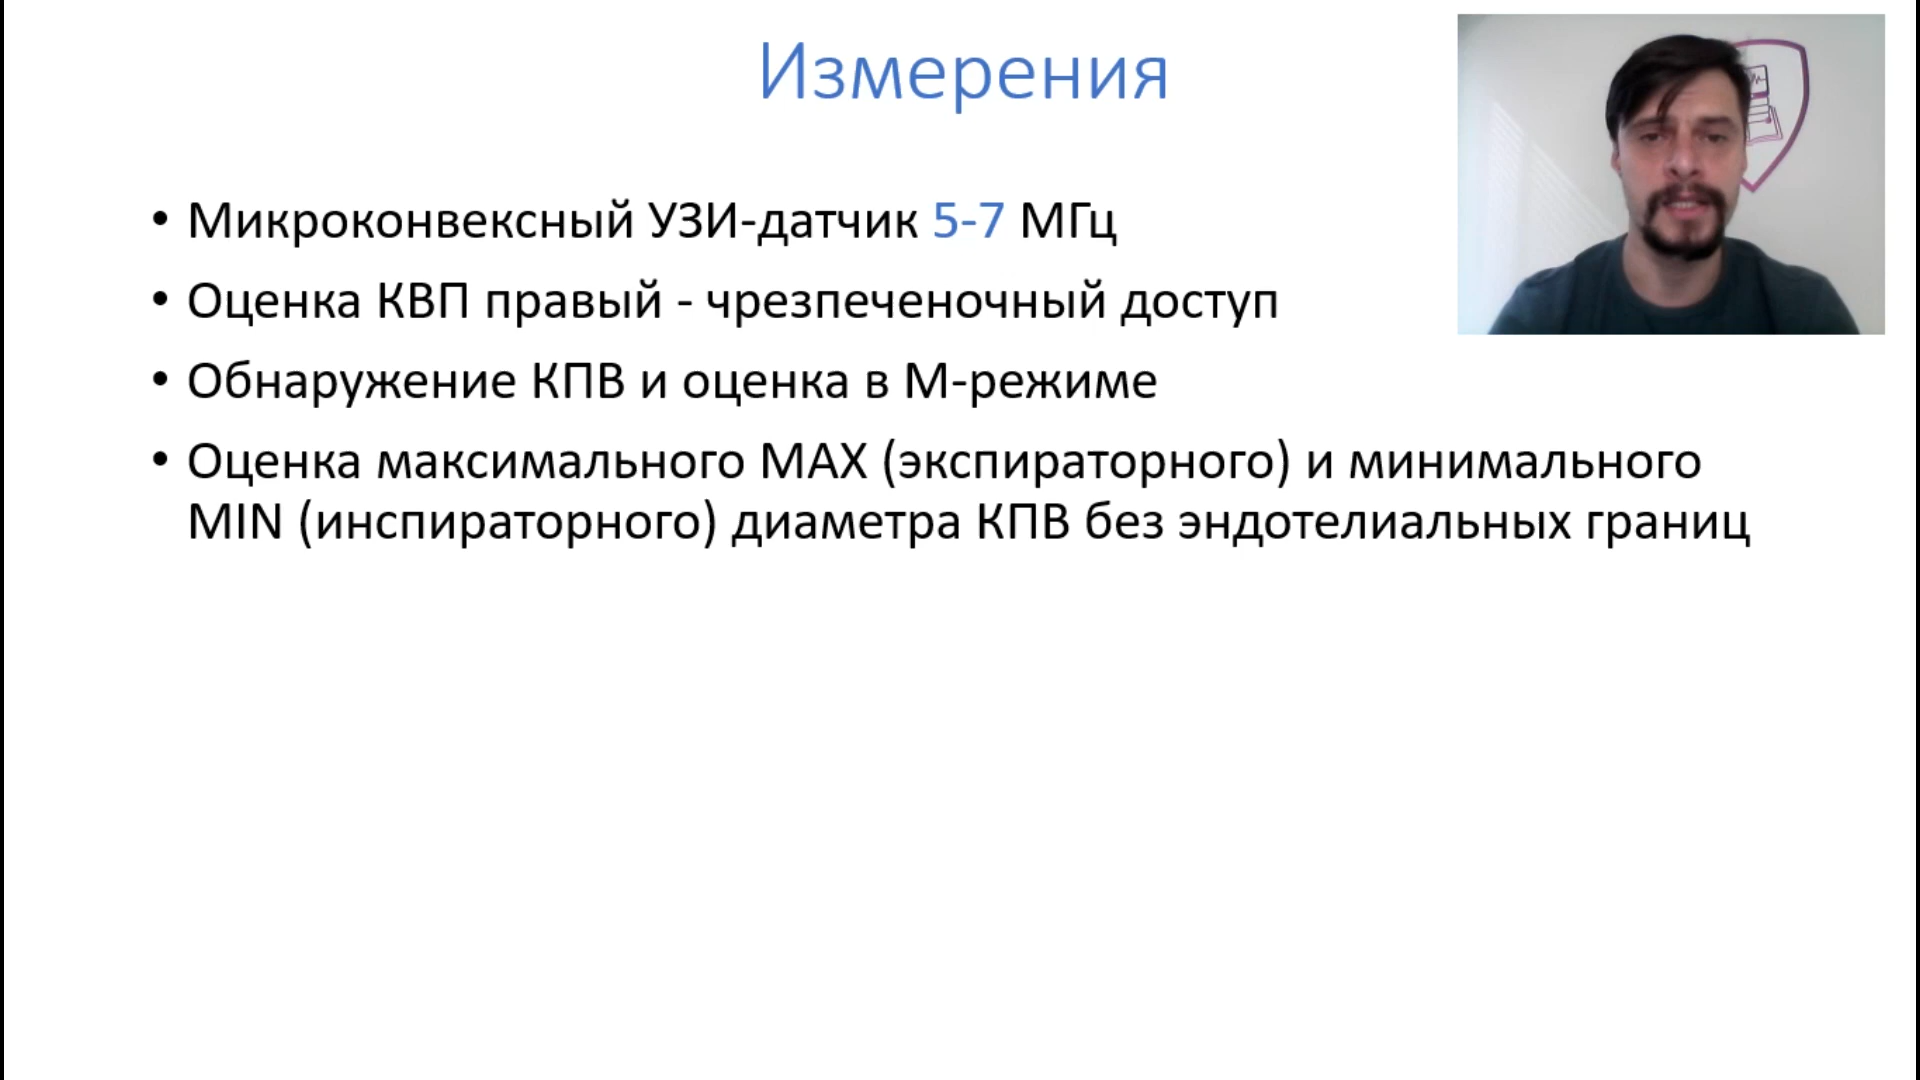 Измерения
• Микроконвексный УЗИ-датчик 5-7 МГц
• Оценка КВП правый - чрезпеченочный доступ
• Обнаружение КПВ и оценка в М-режиме
• Оценка максимального MAX (экспираторного) и минимального
MIN (инспираторного) диаметра КПВ без эндотелиальных границ